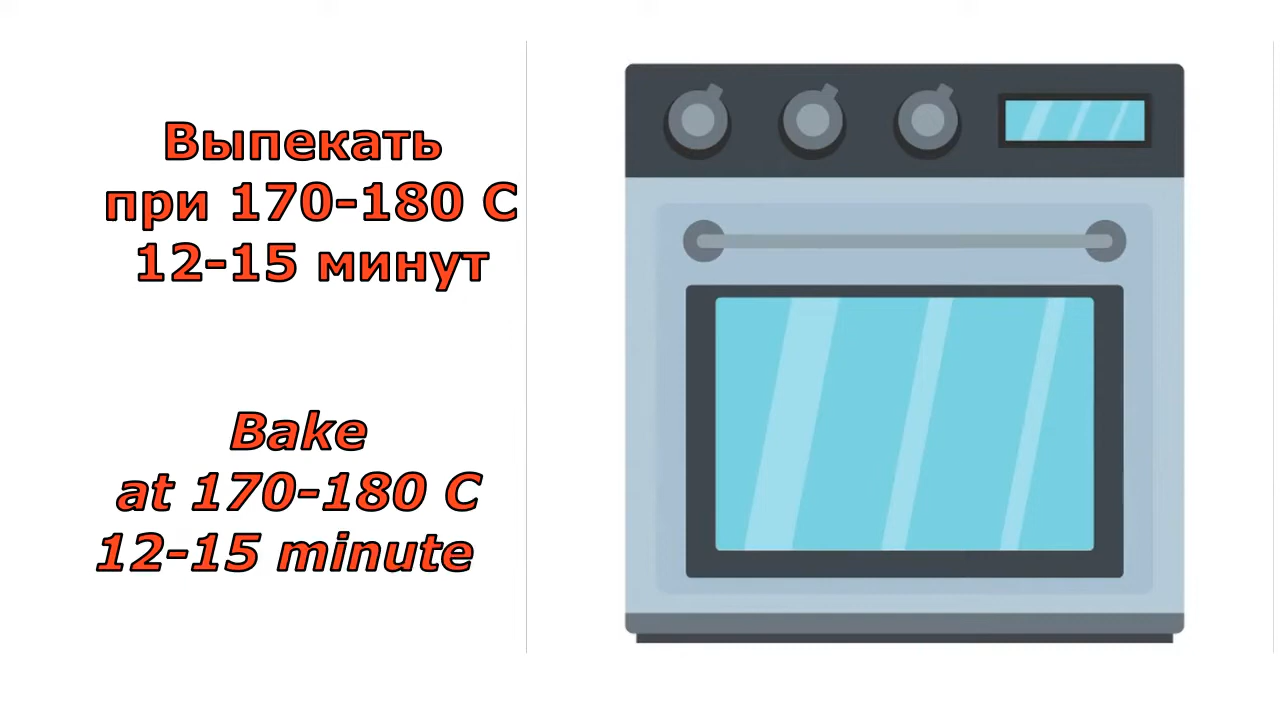 Выпекать
при 170-180 С
12-15 минут
Bake
at 170-180 C
12-15 minute